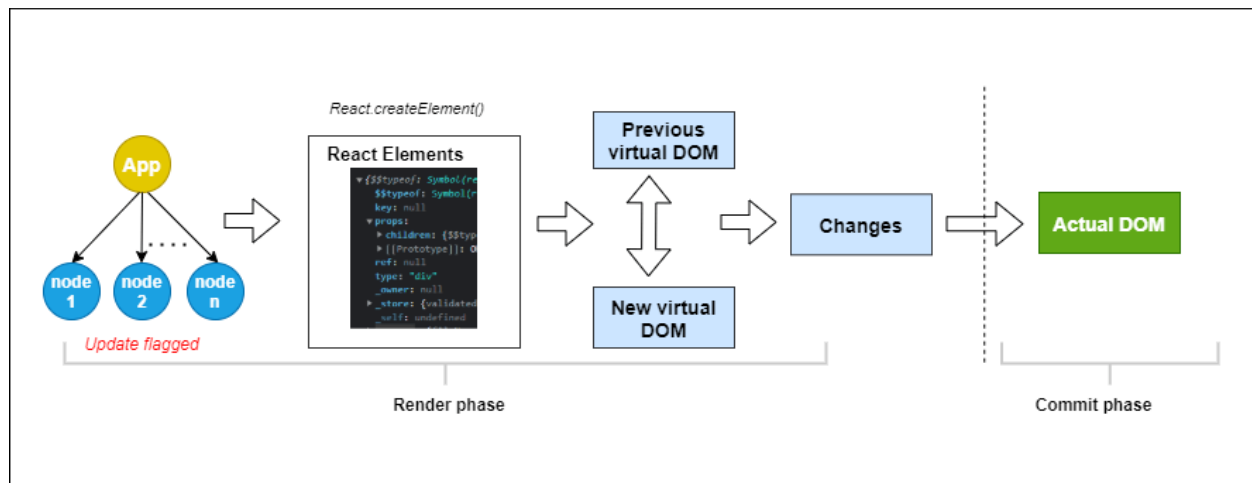 React.createElement()
App
. . . .
node
1
node
2
node
n
Update flagged
React Elements
▼{$$typeof: Symbol(re
$$typeof: Symbol(r
key: null
▼props:
▶children: {$$typ
▶[[Prototype]]: O
ref: null
type: "div"
_owner: null
▶_store: {validated
_self: undefined
Previous
virtual DOM
New virtual
DOM
Changes
Actual DOM
Render phase
Commit phase